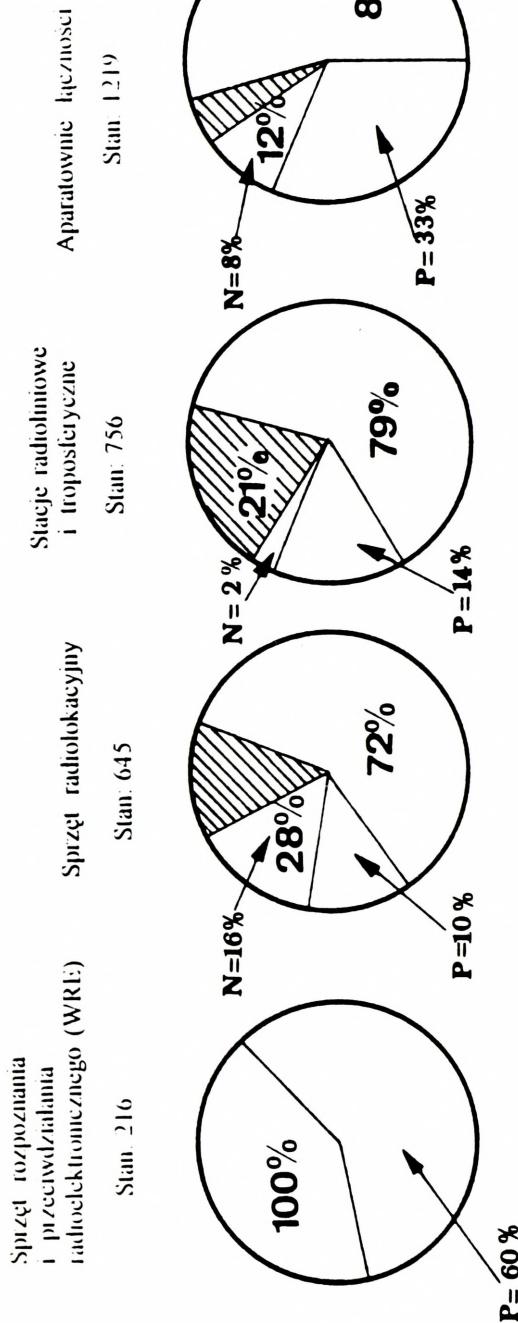 Sprzęt rozpoznania
i przeciwdziałania
radioelektronicznego (WRE)
Stan: 216
100%
P= 60%
Sprzęt radiolokacyjny
Stan: 645
N=16%
28%
72%
P=10%
Stacje radioliniowe
i troposferyczne
Stan: 756
N= 2%
21%
79%
P=14%
Aparatownie łączności
Stan: 1219
N=8%
12%
8
P= 33%